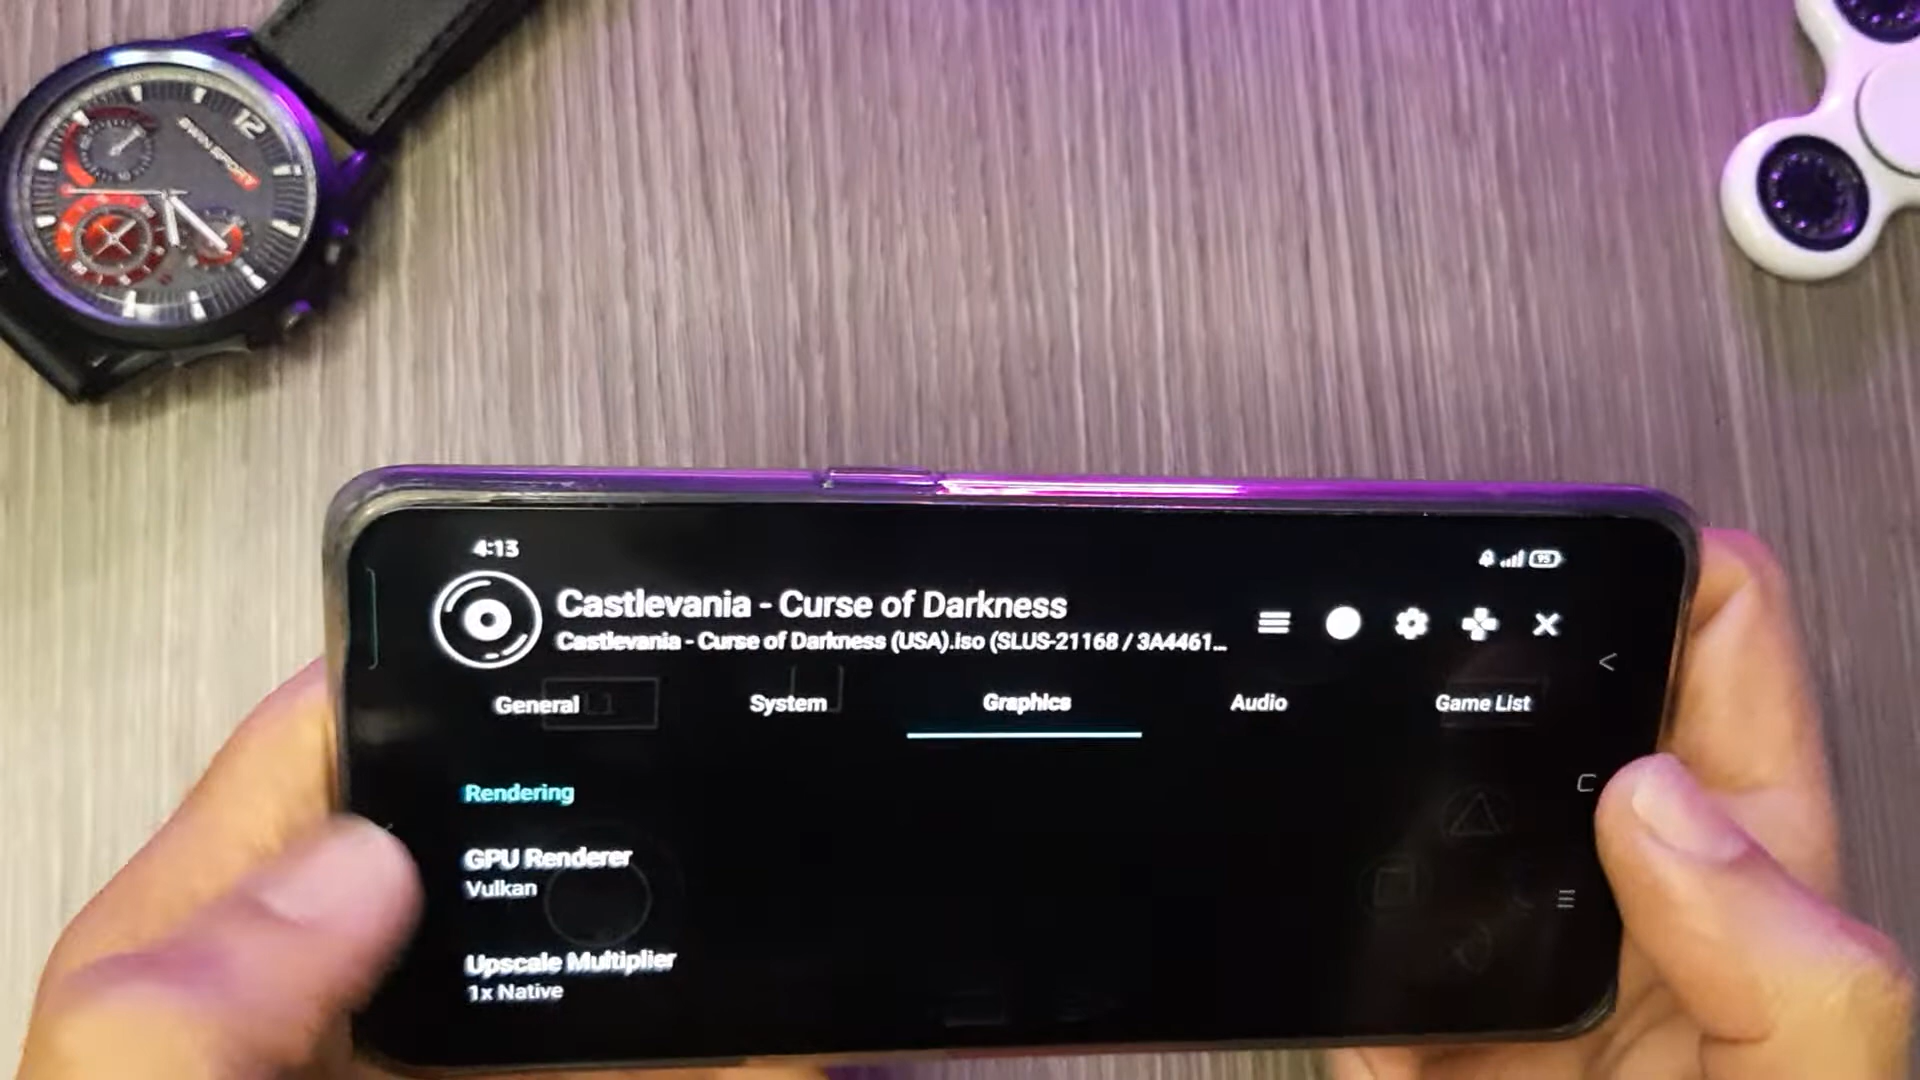 12
4:13
95
Castlevania - Curse of Darkness
Castlevania - Curse of Darkness (USA).iso (SLUS-21168 / 3A4461...
General
System
Graphics
Audio
Game List
Rendering
GPU Renderer
Vulkan
Upscale Multiplier
1x Native